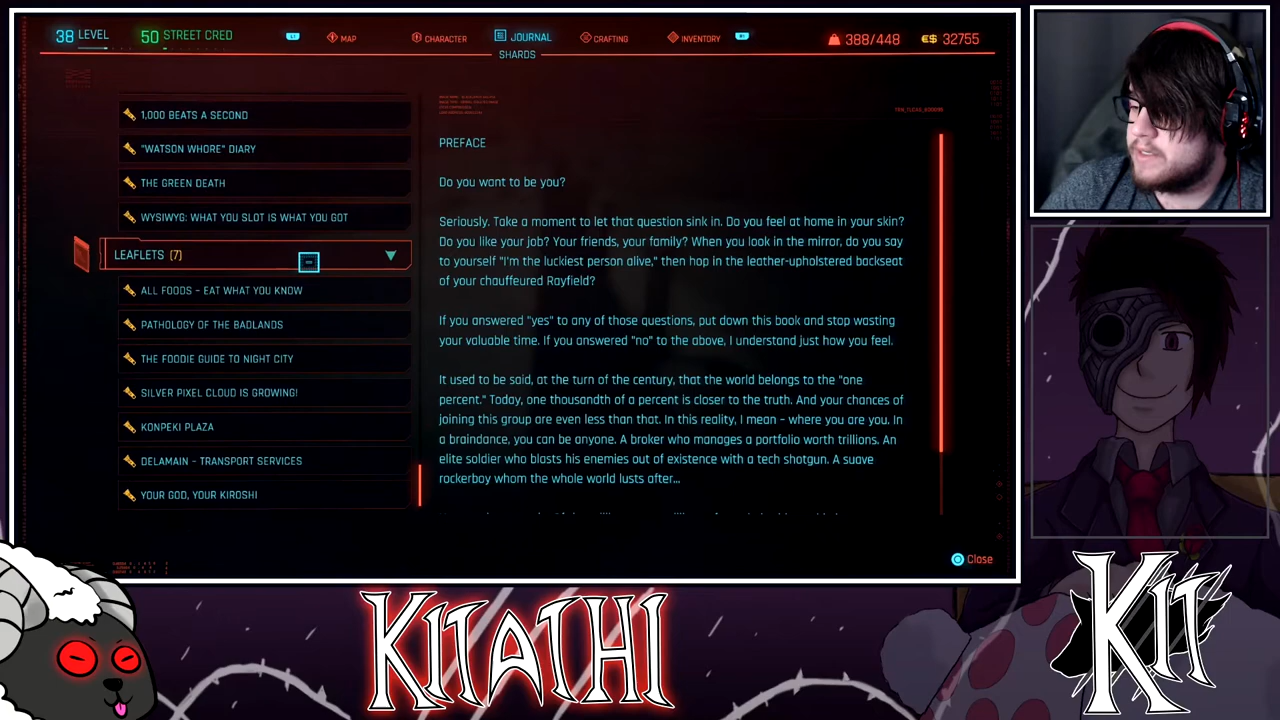 38 LEVEL
50 STREET CRED
L1
MAP
CHARACTER
JOURNAL
CRAFTING
INVENTORY
R1
388/448
€$ 32755
SHARDS
1,000 BEATS A SECOND
"WATSON WHORE" DIARY
THE GREEN DEATH
WYSIWYG: WHAT YOU SLOT IS WHAT YOU GOT
LEAFLETS (7)
ALL FOODS – EAT WHAT YOU KNOW
PATHOLOGY OF THE BADLANDS
THE FOODIE GUIDE TO NIGHT CITY
SILVER PIXEL CLOUD IS GROWING!
KONPEKI PLAZA
DELAMAIN – TRANSPORT SERVICES
YOUR GOD, YOUR KIROSHI
PREFACE
Do you want to be you?
Seriously. Take a moment to let that question sink in. Do you feel at home in your skin?
Do you like your job? Your friends, your family? When you look in the mirror, do you say
to yourself "I'm the luckiest person alive," then hop in the leather-upholstered backseat
of your chauffeured Rayfield?
If you answered "yes" to any of those questions, put down this book and stop wasting
your valuable time. If you answered "no" to the above, I understand just how you feel.
It used to be said, at the turn of the century, that the world belongs to the "one
percent." Today, one thousandth of a percent is closer to the truth. And your chances of
joining this group are even less than that. In this reality, I mean – where you are you. In
a braindance, you can be anyone. A broker who manages a portfolio worth trillions. An
elite soldier who blasts his enemies out of existence with a tech shotgun. A suave
rockerboy whom the whole world lusts after...
Close
KITATHI
KIT